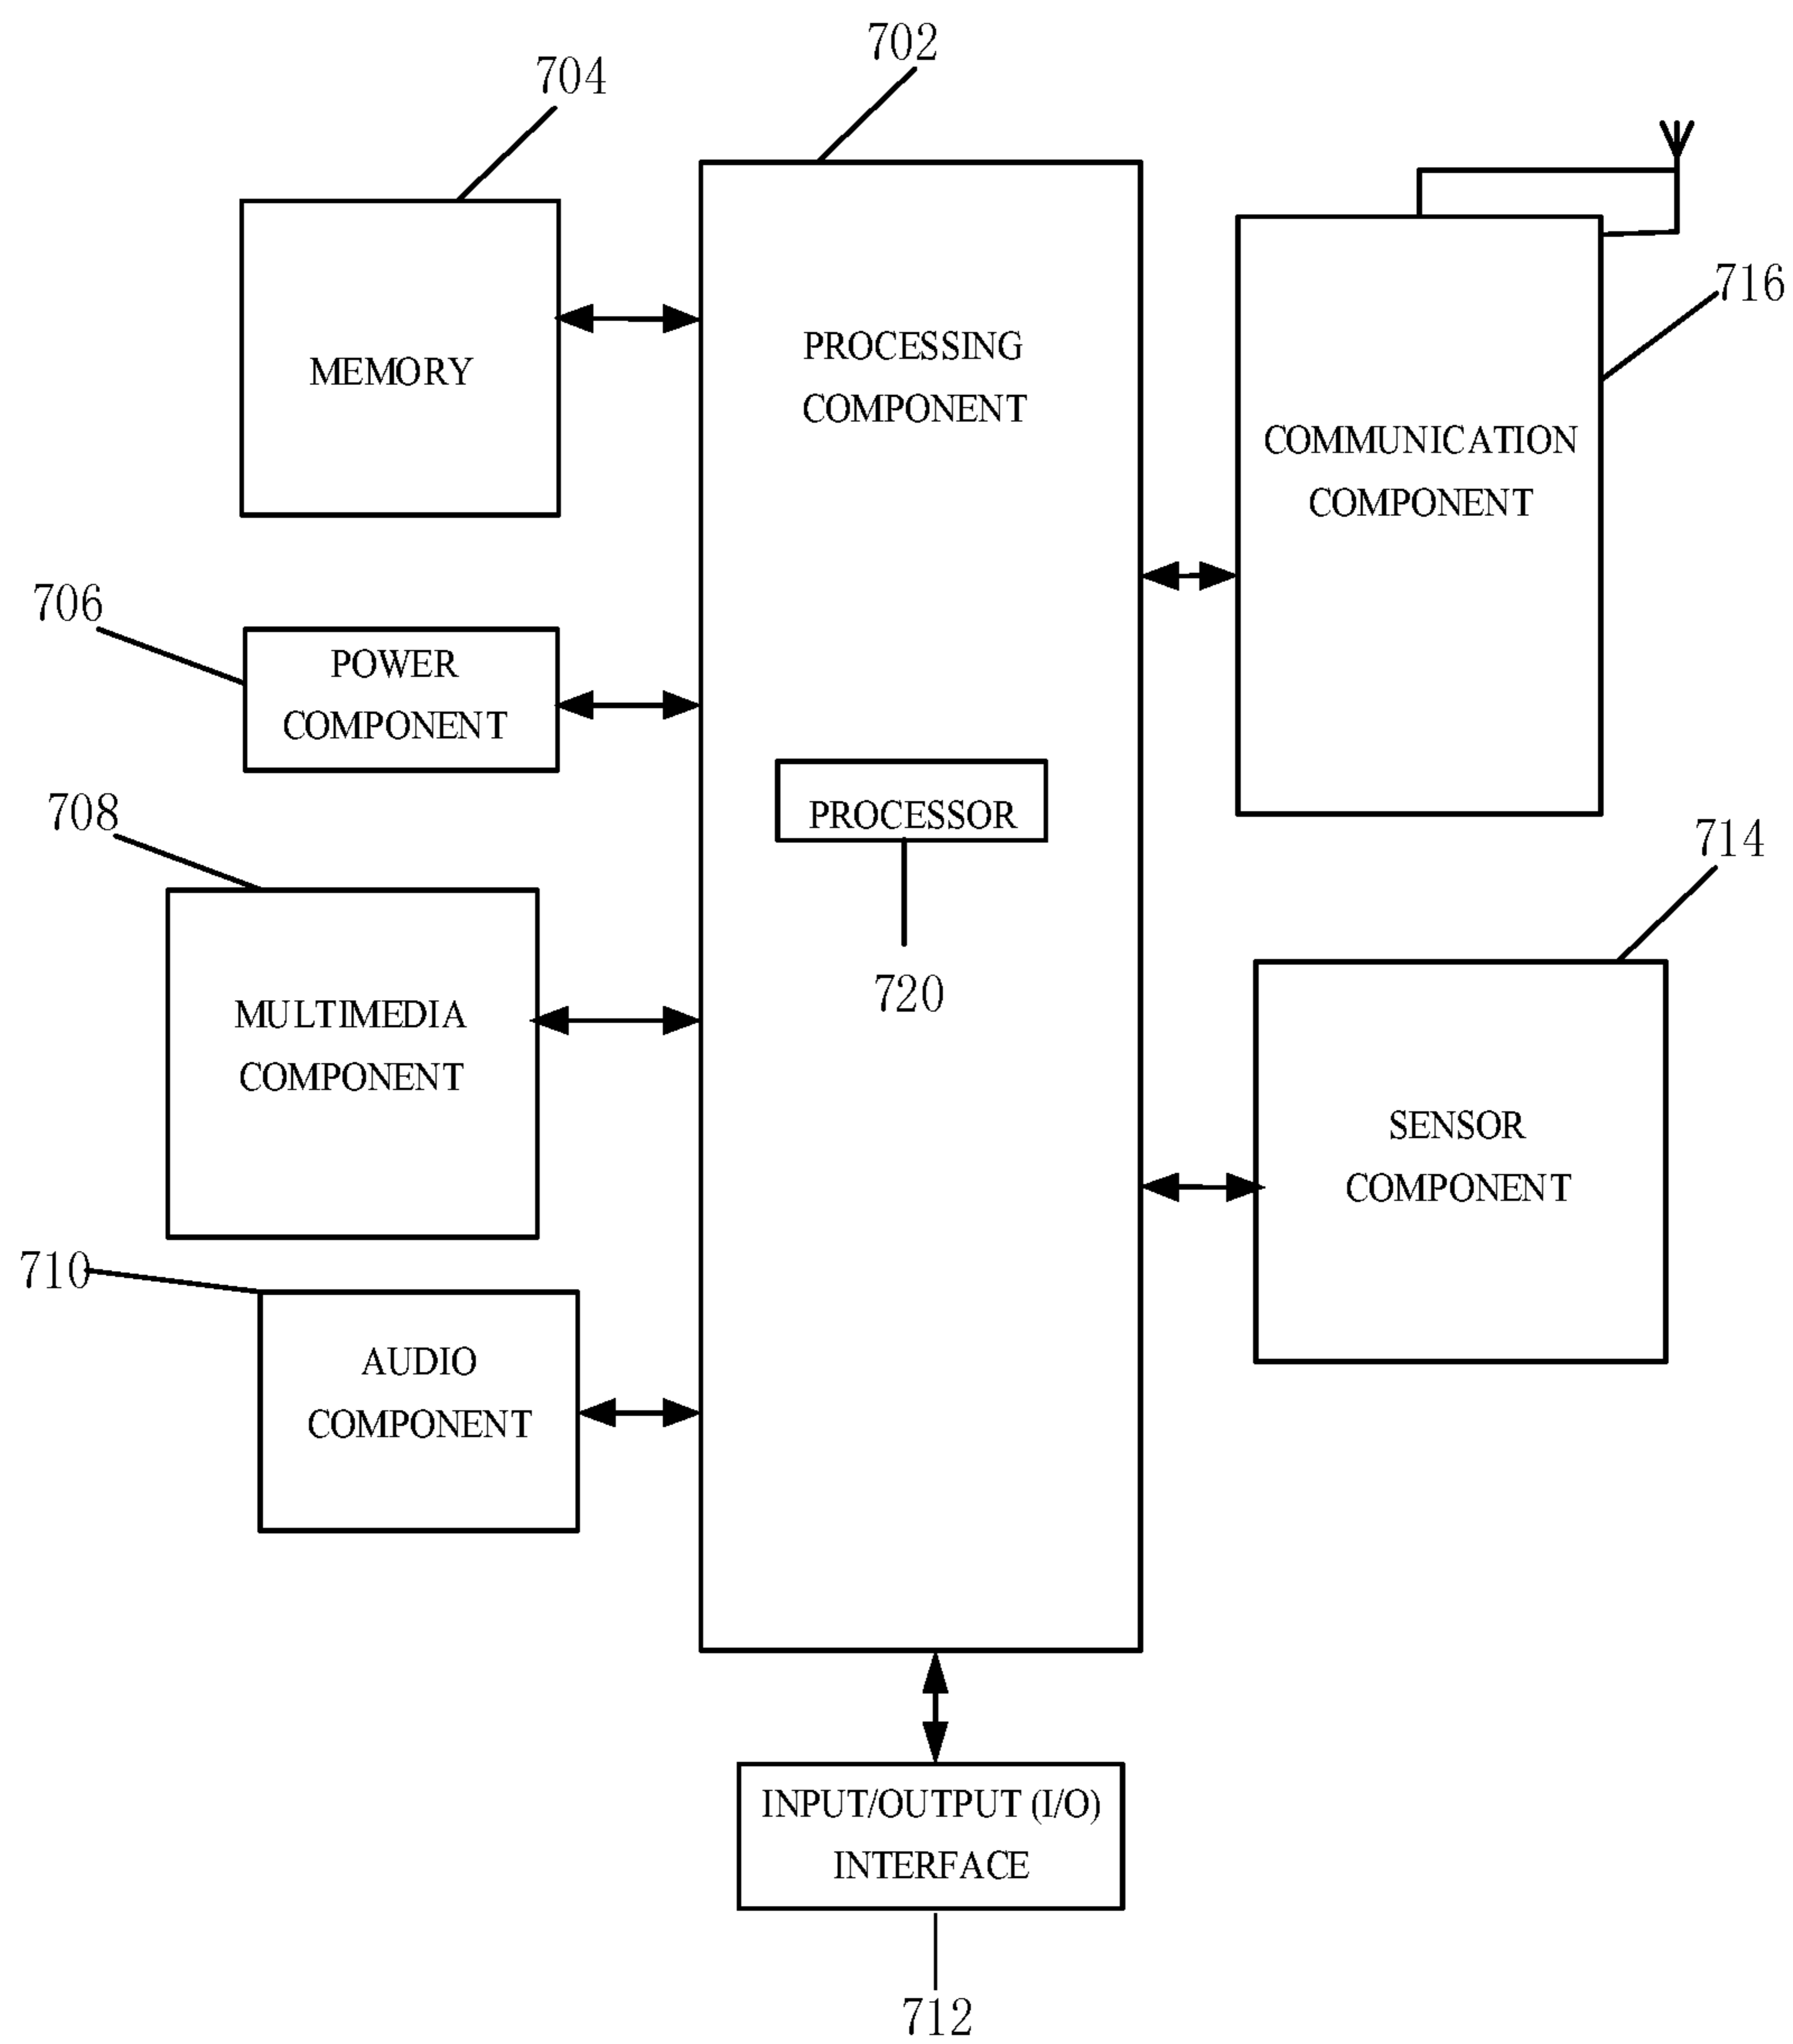 702
704
716
MEMORY
PROCESSING
COMPONENT
COMMUNICATION
COMPONENT
706
POWER
COMPONENT
708
PROCESSOR
714
720
MULTIMEDIA
COMPONENT
SENSOR
COMPONENT
710
AUDIO
COMPONENT
INPUT/OUTPUT (I/O)
INTERFACE
712